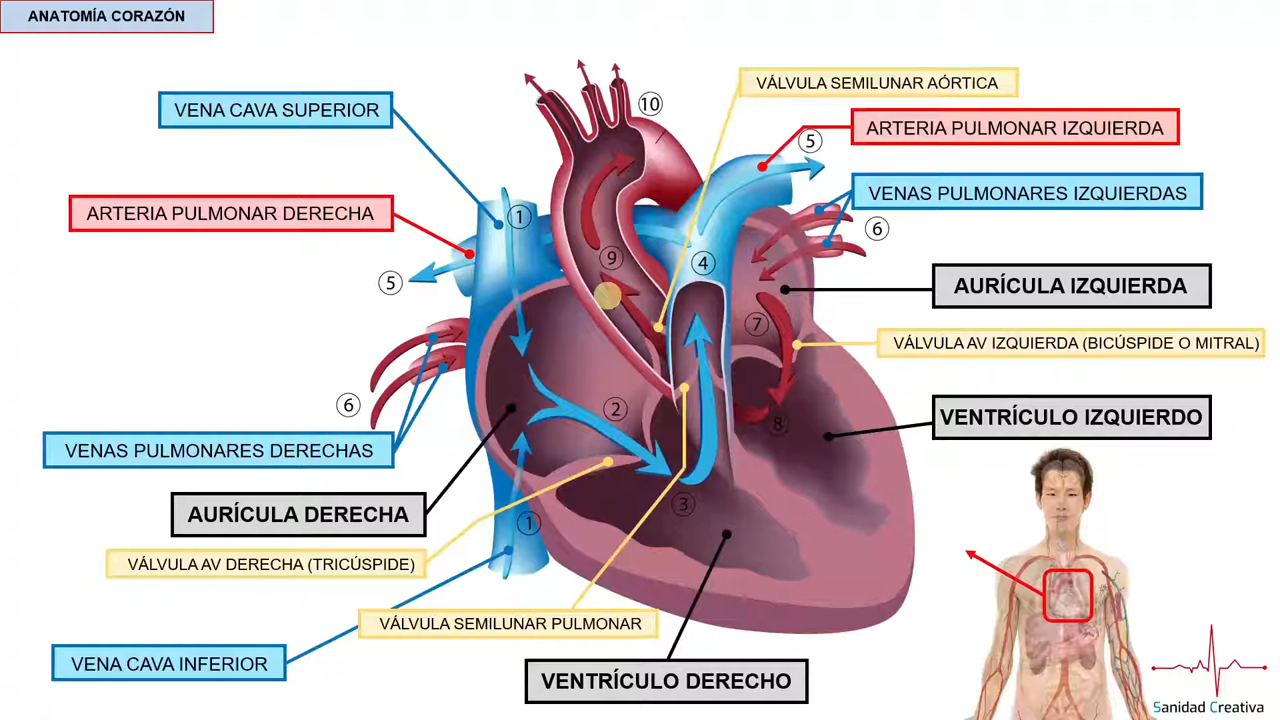 ANATOMÍA CORAZÓN
VÁLVULA SEMILUNAR AÓRTICA
VENA CAVA SUPERIOR
10
ARTERIA PULMONAR IZQUIERDA
5
VENAS PULMONARES IZQUIERDAS
ARTERIA PULMONAR DERECHA
1
6
9
4
5
AURÍCULA IZQUIERDA
7
VÁLVULA AV IZQUIERDA (BICÚSPIDE O MITRAL)
6
2
VENTRÍCULO IZQUIERDO
8
VENAS PULMONARES DERECHAS
3
AURÍCULA DERECHA
1
VÁLVULA AV DERECHA (TRICÚSPIDE)
VÁLVULA SEMILUNAR PULMONAR
VENA CAVA INFERIOR
VENTRÍCULO DERECHO
Sanidad Creativa